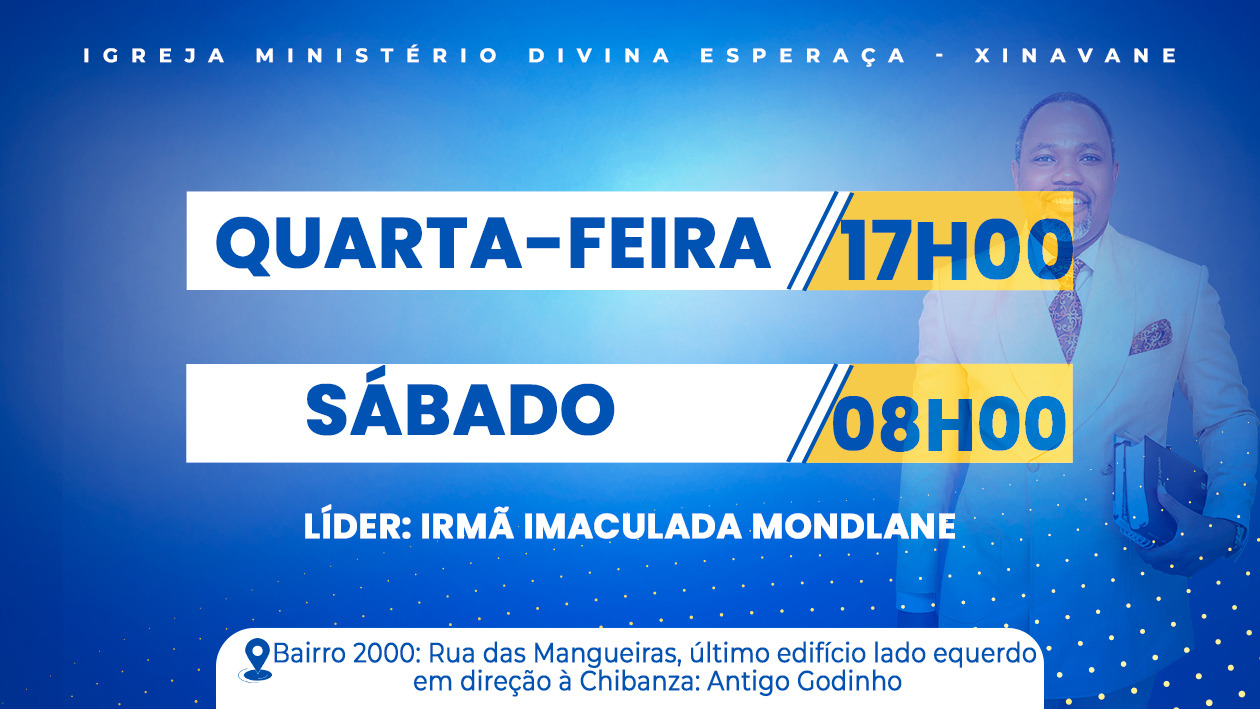 IGREJA MINISTÉRIO DIVINA ESPERAÇA - XINAVANE
QUARTA-FEIRA 17H00
SÁBADO 08H00
LÍDER: IRMÃ IMACULADA MONDLANE
Bairro 2000: Rua das Mangueiras, último edifício lado equerdo
em direção à Chibanza: Antigo Godinho